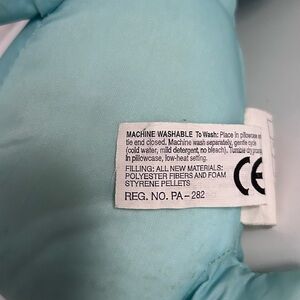 MACHINE WASHABLE To Wash: Place in pillowcase
tie end closed. Machine wash separately, gentle cycle
(cold water, mild detergent, no bleach). Tumble dry
in pillowcase, low-heat setting.
FILLING: ALL NEW MATERIALS:
POLYESTER FIBERS AND FOAM
STYRENE PELLETS
REG. NO. PA-282
CE